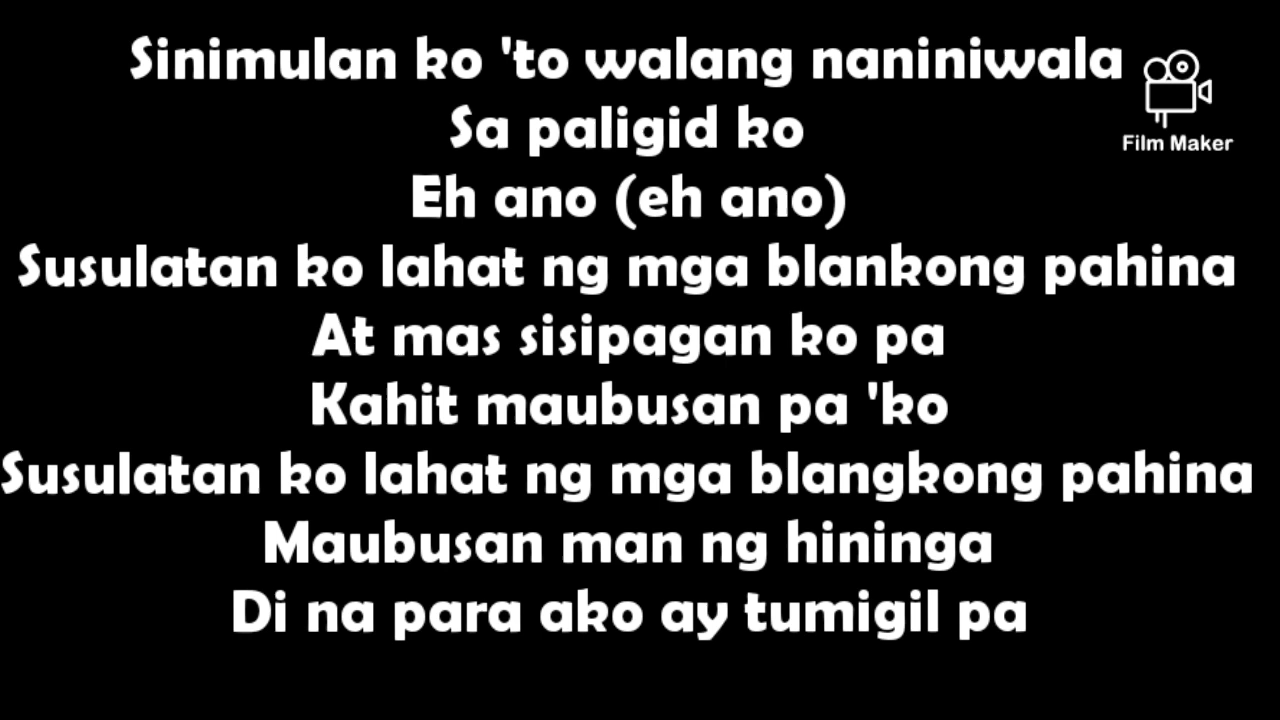 Sinimulan ko 'to walang naniniwala
Film Maker
Sa paligid ko
Eh ano (eh ano)
Susulatan ko lahat ng mga blankong pahina
At mas sisipagan ko pa
Kahit maubusan pa 'ko
Susulatan ko lahat ng mga blangkong pahina
Maubusan man ng hininga
Di na para ako ay tumigil pa